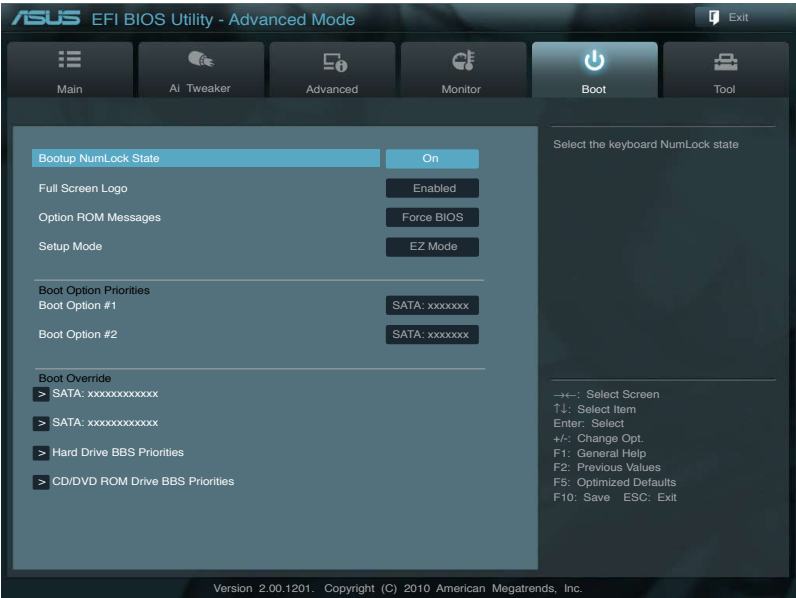 ASUS EFI BIOS Utility - Advanced Mode
Exit
Main
Ai Tweaker
Advanced
Monitor
Boot
Tool
Bootup NumLock State On
Full Screen Logo Enabled
Option ROM Messages Force BIOS
Setup Mode EZ Mode
Boot Option Priorities
Boot Option #1 SATA: xxxxxxx
Boot Option #2 SATA: xxxxxxx
Boot Override
> SATA: xxxxxxxxxxxx
> SATA: xxxxxxxxxxxx
> Hard Drive BBS Priorities
> CD/DVD ROM Drive BBS Priorities
Select the keyboard NumLock state
→←: Select Screen
↑↓: Select Item
Enter: Select
+/-: Change Opt.
F1: General Help
F2: Previous Values
F5: Optimized Defaults
F10: Save ESC: Exit
Version 2.00.1201. Copyright (C) 2010 American Megatrends, Inc.